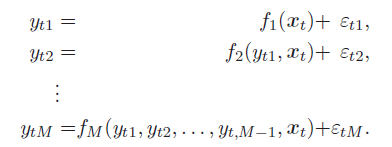 y_{t1} = f_1(x_t) + ε_{t1},
y_{t2} = f_2(y_{t1}, x_t) + ε_{t2},
⋮
y_{tM} = f_M(y_{t1}, y_{t2}, . . . , y_{t,M−1}, x_t) + ε_{tM}.